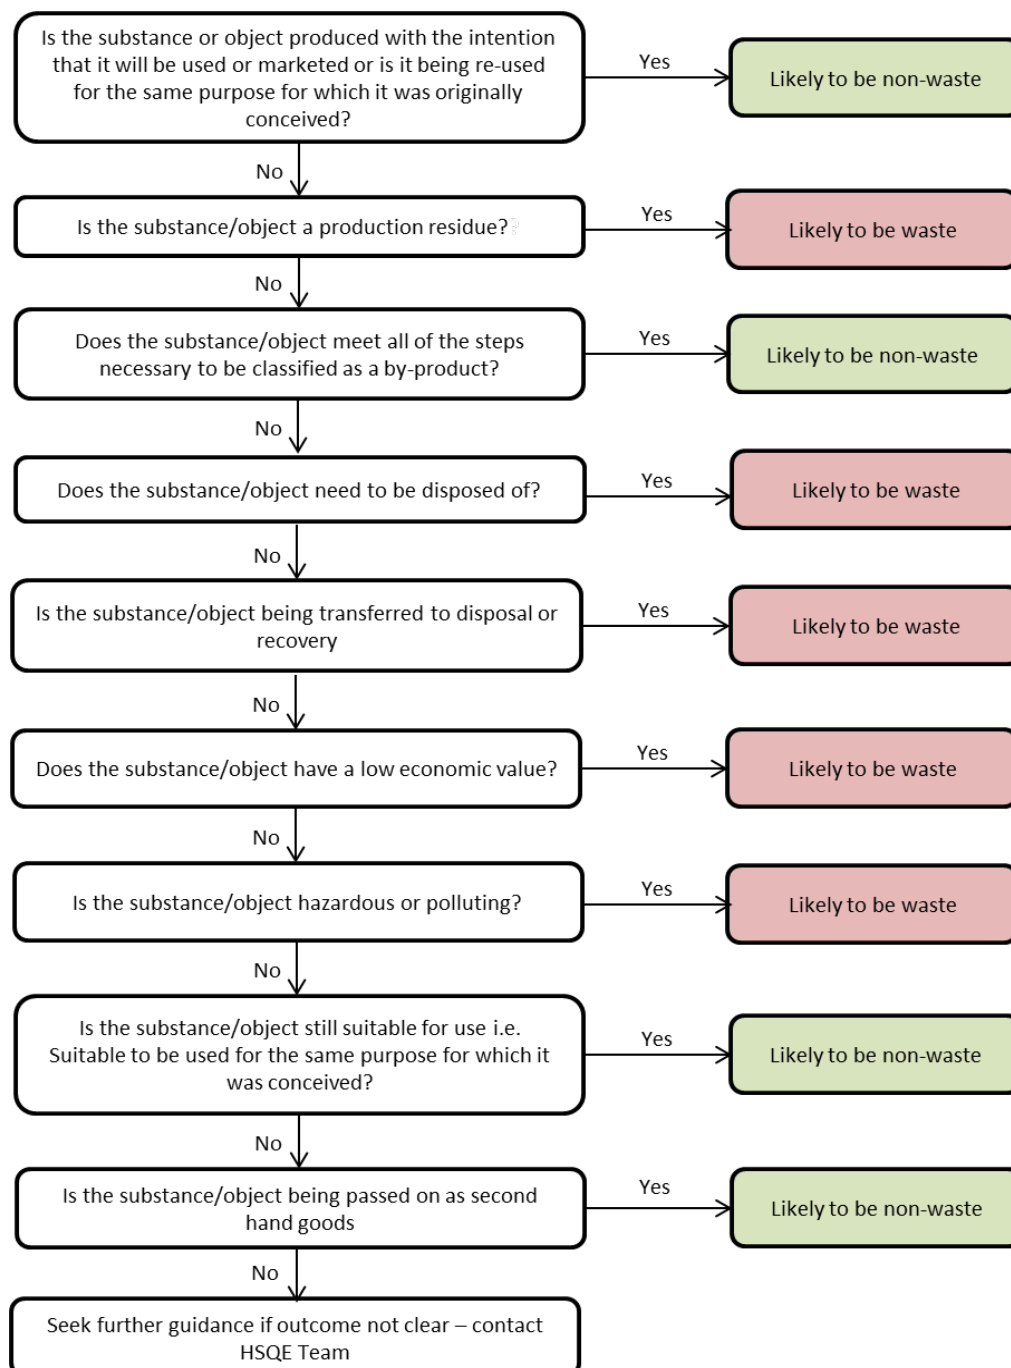 Is the substance or object produced with the intention
that it will be used or marketed or is it being re-used
for the same purpose for which it was originally
conceived?
Yes
Likely to be non-waste
No
Is the substance/object a production residue?
Yes
Likely to be waste
No
Does the substance/object meet all of the steps
necessary to be classified as a by-product?
Yes
Likely to be non-waste
No
Does the substance/object need to be disposed of?
Yes
Likely to be waste
No
Is the substance/object being transferred to disposal or
recovery
Yes
Likely to be waste
No
Does the substance/object have a low economic value?
Yes
Likely to be waste
No
Is the substance/object hazardous or polluting?
Yes
Likely to be waste
No
Is the substance/object still suitable for use i.e.
Suitable to be used for the same purpose for which it
was conceived?
Yes
Likely to be non-waste
No
Is the substance/object being passed on as second
hand goods
Yes
Likely to be non-waste
No
Seek further guidance if outcome not clear – contact
HSQE Team